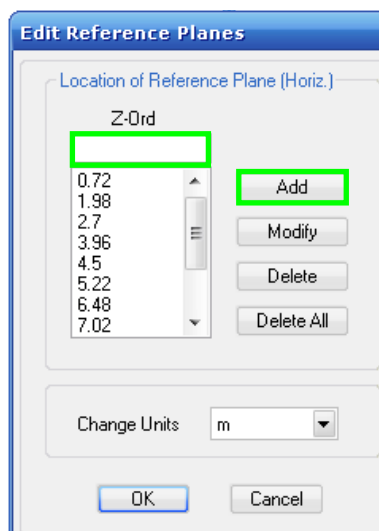 Edit Reference Planes
Location of Reference Plane (Horiz.)
Z-Ord
0.72
1.98
2.7
3.96
4.5
5.22
6.48
7.02
Add
Modify
Delete
Delete All
Change Units m
OK Cancel